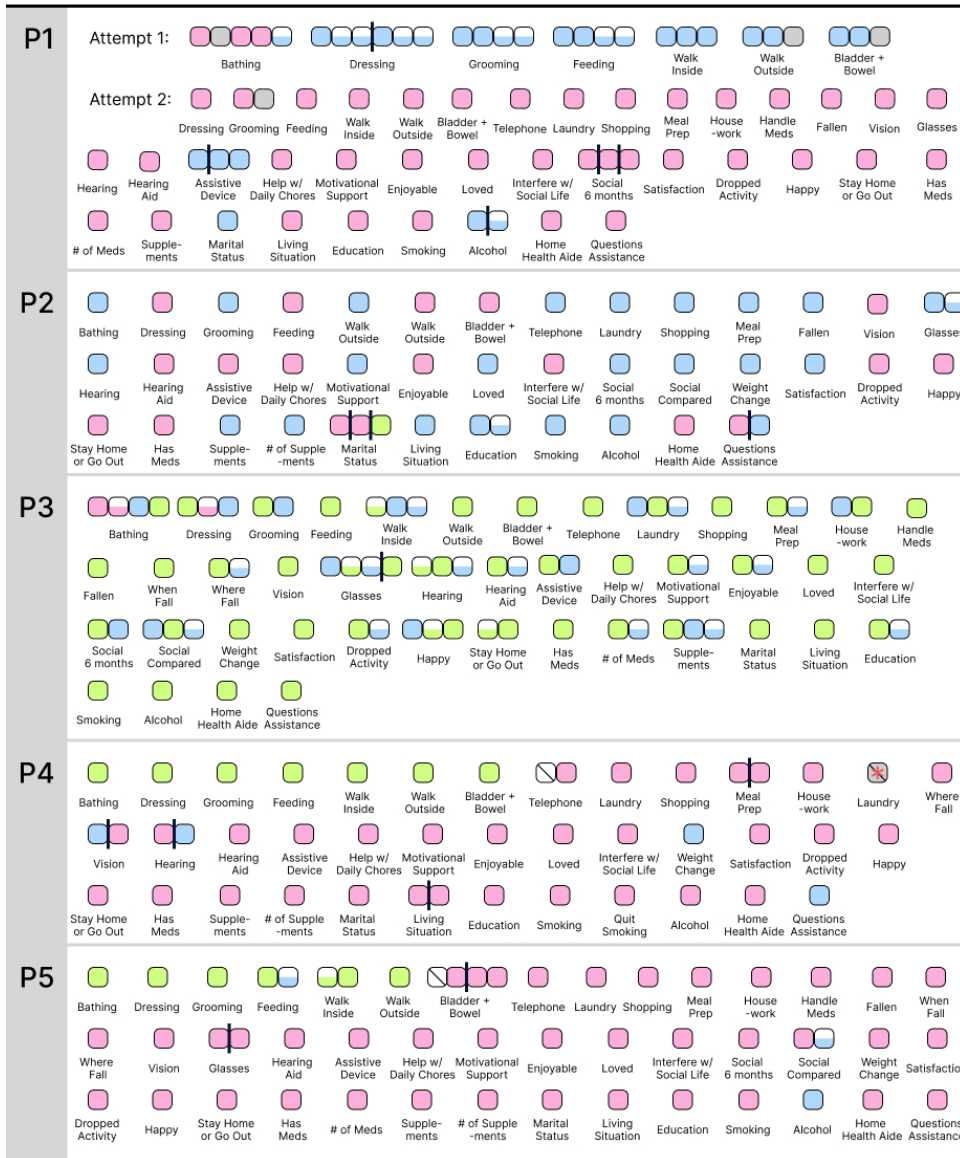 P1
Attempt 1:
Bathing Dressing Grooming Feeding Walk Inside Walk Outside Bladder + Bowel
Attempt 2:
Dressing Grooming Feeding Walk Inside Walk Outside Bladder + Bowel Telephone Laundry Shopping Meal Prep House -work Handle Meds Fallen Vision Glasses
Hearing Hearing Aid Assistive Device Help w/ Daily Chores Motivational Support Enjoyable Loved Interfere w/ Social Life Social 6 months Satisfaction Dropped Activity Happy Stay Home or Go Out Has Meds
# of Meds Supple- ments Marital Status Living Situation Education Smoking Alcohol Home Health Aide Questions Assistance
P2
Bathing Dressing Grooming Feeding Walk Outside Walk Outside Bladder + Bowel Telephone Laundry Shopping Meal Prep Fallen Vision Glasses
Hearing Hearing Aid Assistive Device Help w/ Daily Chores Motivational Support Enjoyable Loved Interfere w/ Social Life Social 6 months Social Compared Weight Change Satisfaction Dropped Activity Happy
Stay Home or Go Out Has Meds Supple- ments # of Supple -ments Marital Status Living Situation Education Smoking Alcohol Home Health Aide Questions Assistance
P3
Bathing Dressing Grooming Feeding Walk Inside Walk Outside Bladder + Bowel Telephone Laundry Shopping Meal Prep House -work Handle Meds
Fallen When Fall Where Fall Vision Glasses Hearing Hearing Aid Assistive Device Help w/ Daily Chores Motivational Support Enjoyable Loved Interfere w/ Social Life
Social 6 months Social Compared Weight Change Satisfaction Dropped Activity Happy Stay Home or Go Out Has Meds # of Meds Supple- ments Marital Status Living Situation Education
Smoking Alcohol Home Health Aide Questions Assistance
P4
Bathing Dressing Grooming Feeding Walk Inside Walk Outside Bladder + Bowel Telephone Laundry Shopping Meal Prep House -work Laundry Where Fall
Vision Hearing Hearing Aid Assistive Device Help w/ Daily Chores Motivational Support Enjoyable Loved Interfere w/ Social Life Weight Change Satisfaction Dropped Activity Happy
Stay Home or Go Out Has Meds Supple- ments # of Supple -ments Marital Status Living Situation Education Smoking Quit Smoking Alcohol Home Health Aide Questions Assistance
P5
Bathing Dressing Grooming Feeding Walk Inside Walk Outside Bladder + Bowel Telephone Laundry Shopping Meal Prep House -work Handle Meds Fallen When Fall
Where Fall Vision Glasses Hearing Aid Assistive Device Help w/ Daily Chores Motivational Support Enjoyable Loved Interfere w/ Social Life Social 6 months Social Compared Weight Change Satisfactio
Dropped Activity Happy Stay Home or Go Out Has Meds # of Meds Supple- ments # of Supple -ments Marital Status Living Situation Education Smoking Alcohol Home Health Aide Questions Assistance